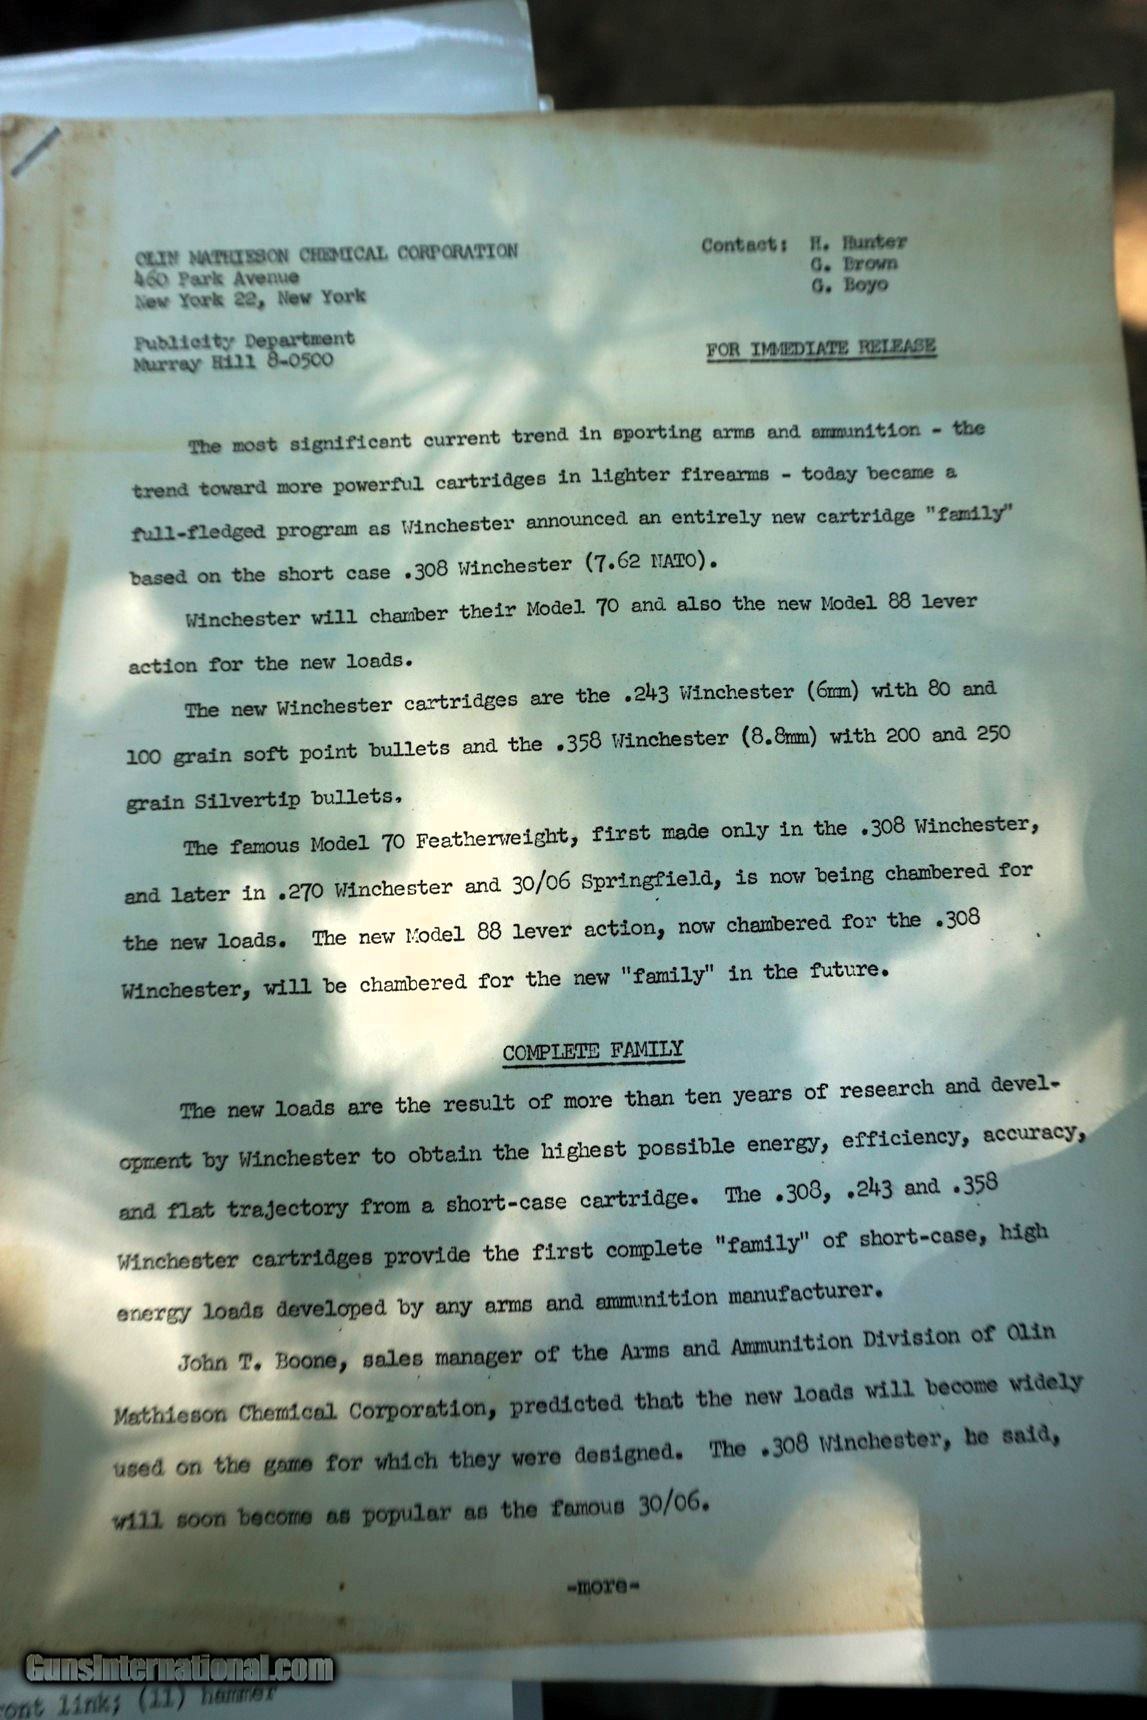 OLIN MATHIESON CHEMICAL CORPORATION
460 Park Avenue
New York 22, New York
Publicity Department
Murray Hill 8-0500
Contact: H. Hunter
G. Brown
G. Boyo
FOR IMMEDIATE RELEASE
The most significant current trend in sporting arms and ammunition - the
trend toward more powerful cartridges in lighter firearms - today became a
full-fledged program as Winchester announced an entirely new cartridge "family"
based on the short case .308 Winchester (7.62 NATO).
Winchester will chamber their Model 70 and also the new Model 88 lever
action for the new loads.
The new Winchester cartridges are the .243 Winchester (6mm) with 80 and
100 grain soft point bullets and the .358 Winchester (8.8mm) with 200 and 250
grain Silvertip bullets.
The famous Model 70 Featherweight, first made only in the .308 Winchester,
and later in .270 Winchester and 30/06 Springfield, is now being chambered for
the new loads. The new Model 88 lever action, now chambered for the .308
Winchester, will be chambered for the new "family" in the future.
COMPLETE FAMILY
The new loads are the result of more than ten years of research and devel-
opment by Winchester to obtain the highest possible energy, efficiency, accuracy,
and flat trajectory from a short-case cartridge. The .308, .243 and .358
Winchester cartridges provide the first complete "family" of short-case, high
energy loads developed by any arms and ammunition manufacturer.
John T. Boone, sales manager of the Arms and Ammunition Division of Olin
Mathieson Chemical Corporation, predicted that the new loads will become widely
used on the game for which they were designed. The .308 Winchester, he said,
will soon become as popular as the famous 30/06.
-more-
GunsInternational.com
ront link; (11) hammer